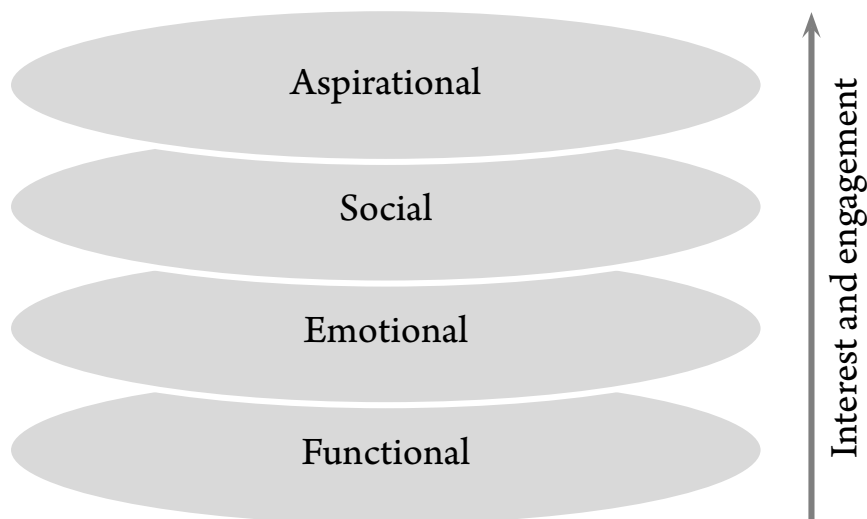 Aspirational
Social
Emotional
Functional
Interest and engagement